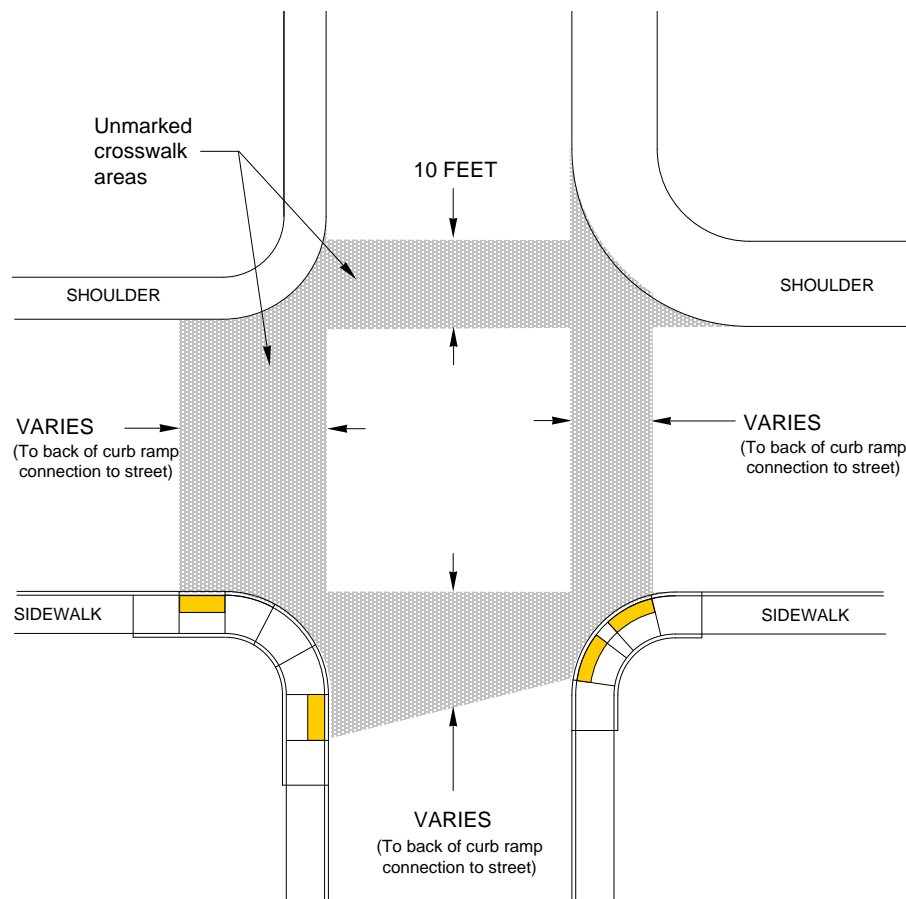 Unmarked
crosswalk
areas
10 FEET
SHOULDER
SHOULDER
VARIES
(To back of curb ramp
connection to street)
VARIES
(To back of curb ramp
connection to street)
SIDEWALK
SIDEWALK
VARIES
(To back of curb ramp
connection to street)